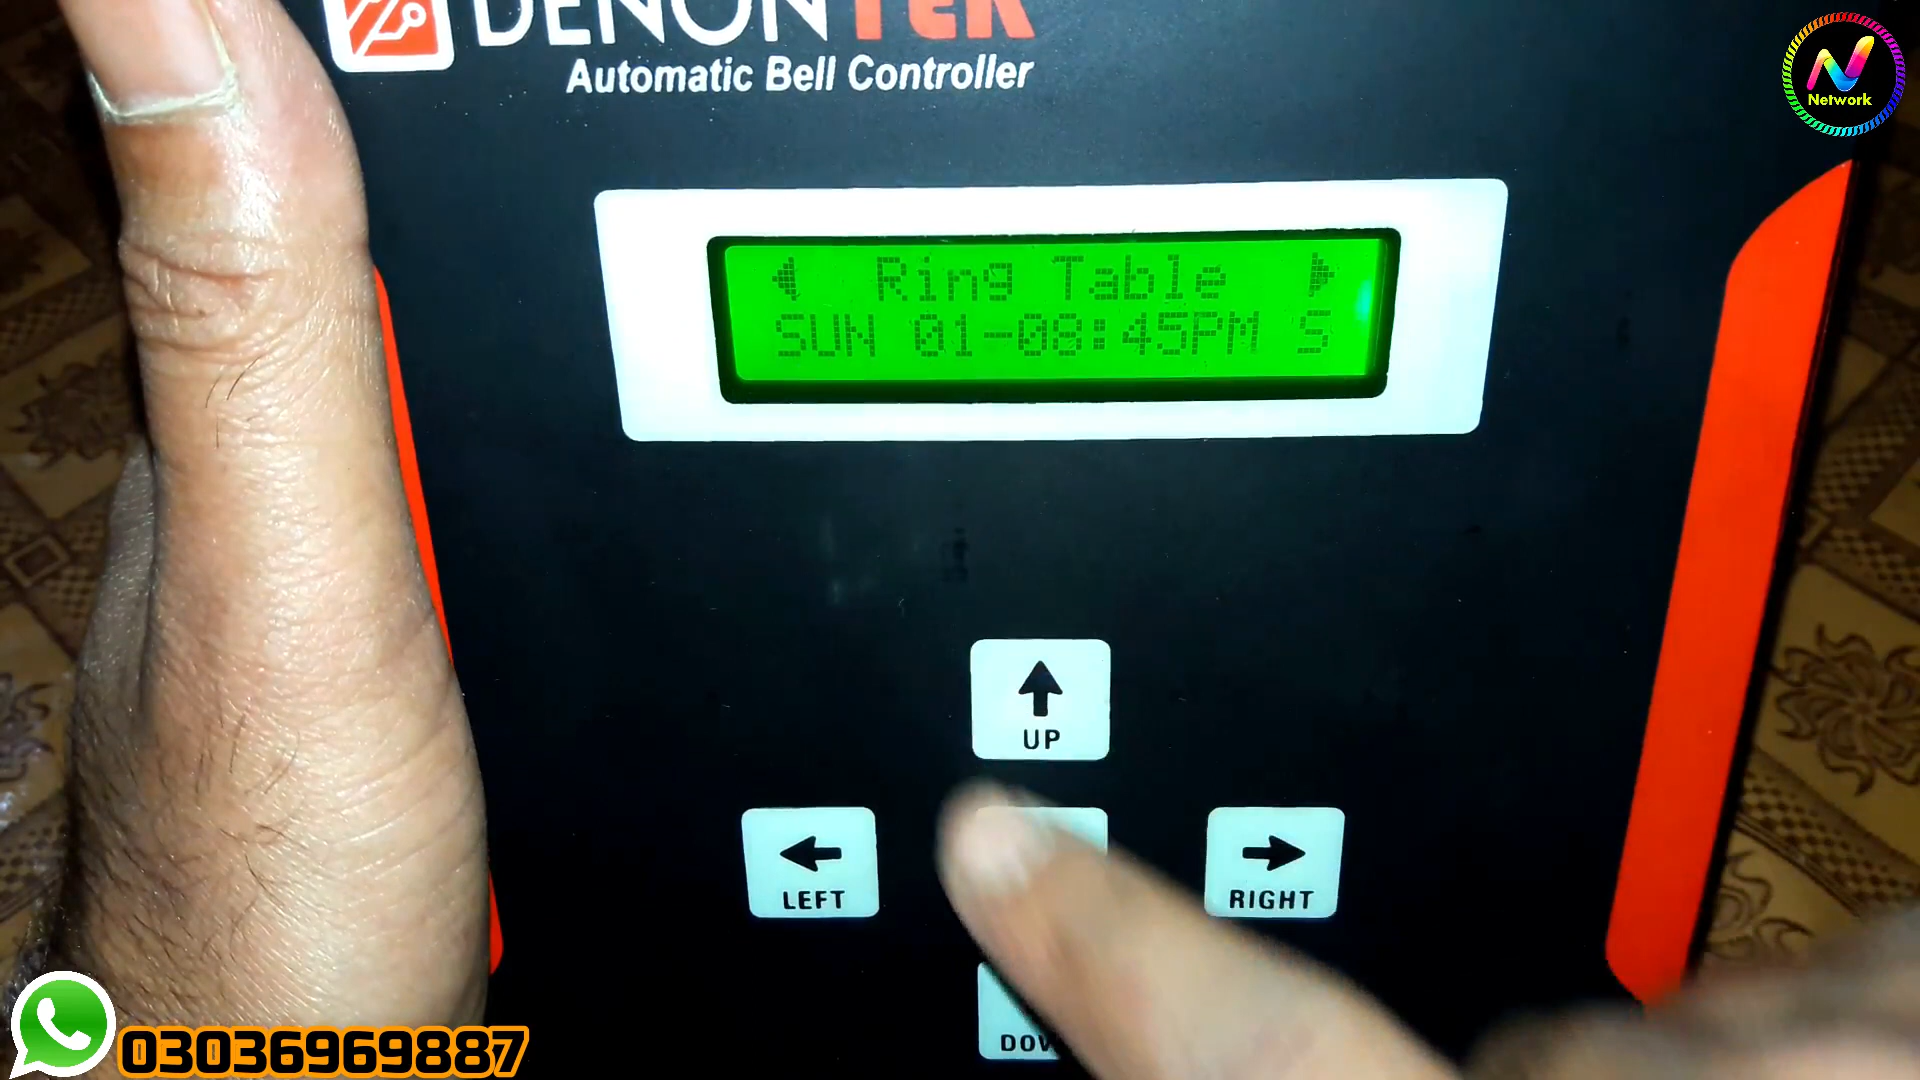 DENONTEK
Automatic Bell Controller
Network
Ring Table
SUN 01-08:45PM S
UP
LEFT
RIGHT
03036969887